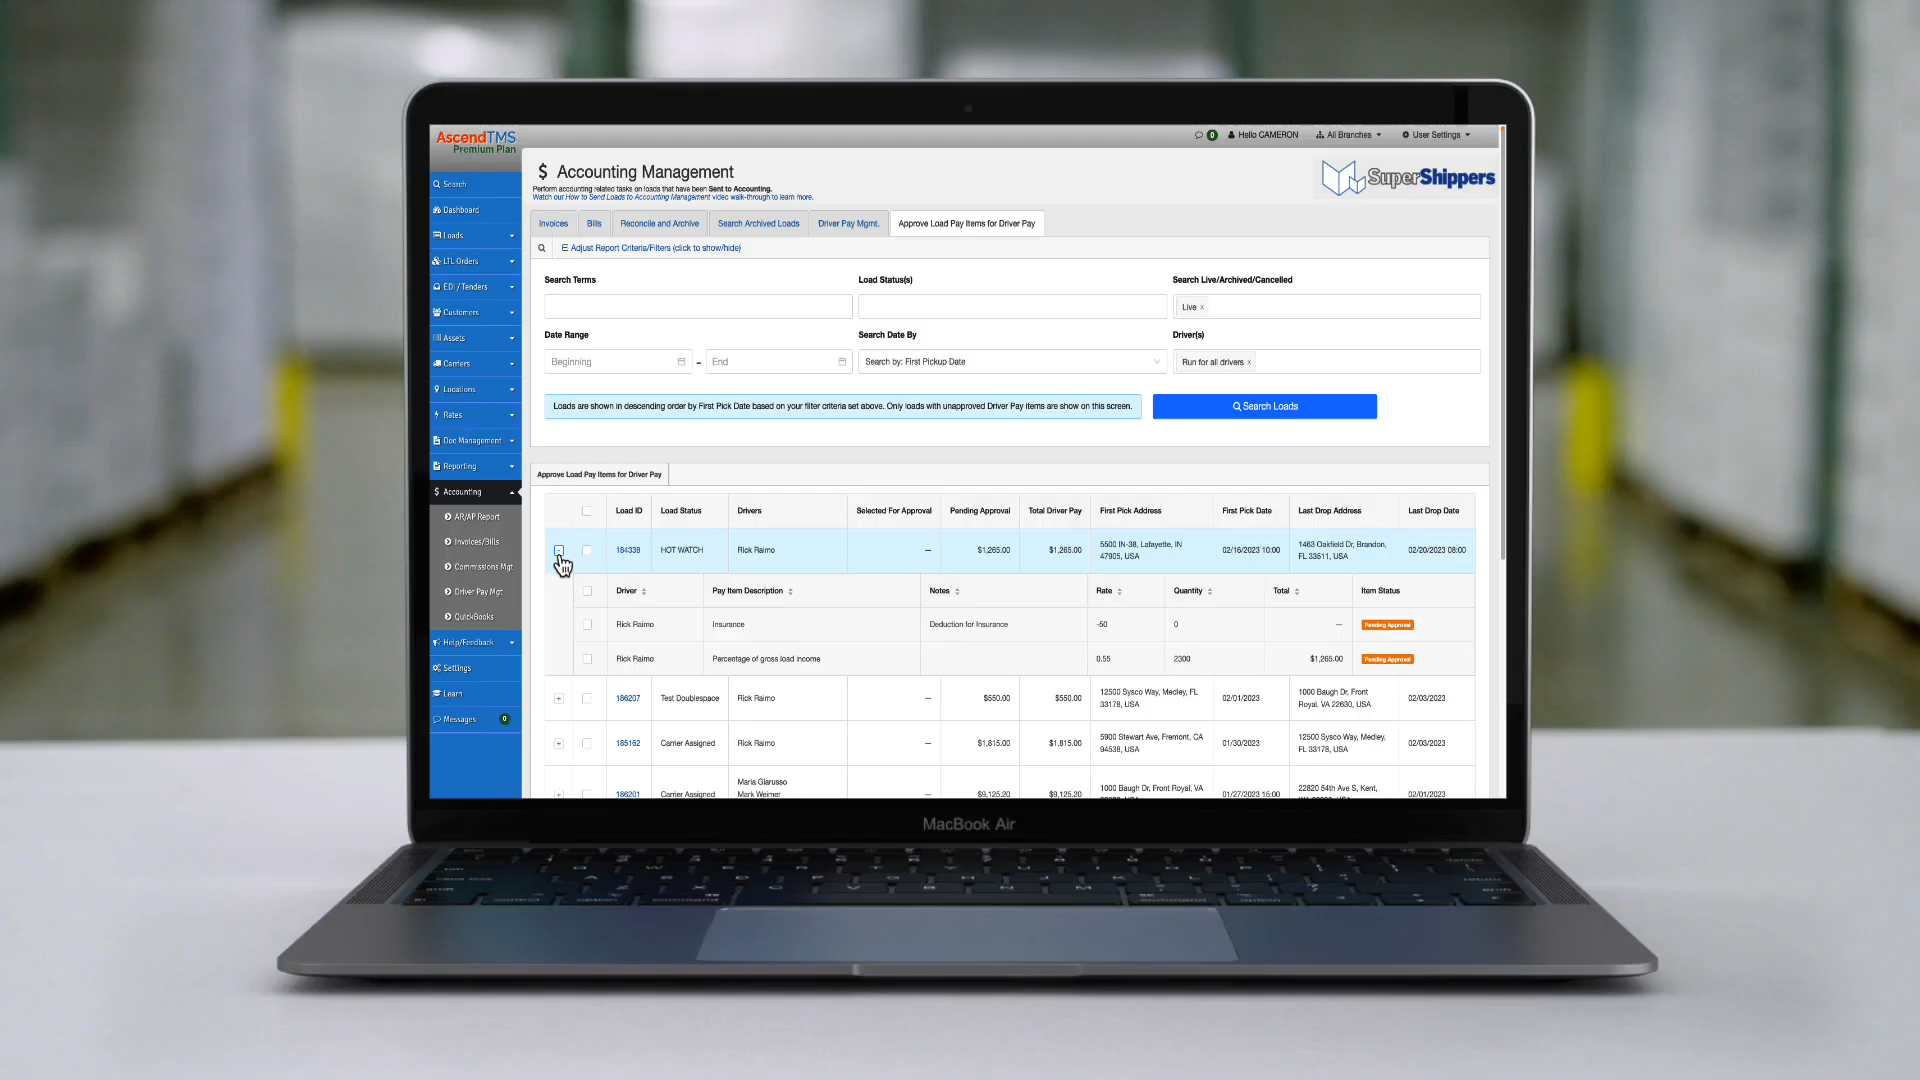 AscendTMS
Premium Plan
0 Hello CAMERON All Branches User Settings
$ Accounting Management
Perform accounting related tasks on loads that have been Sent to Accounting.
Watch our How to Send Loads to Accounting Management video walk-through to learn more.
SuperShippers
Search
Dashboard
Loads
LTL Orders
EDI / Tenders
Customers
Assets
Carriers
Locations
Rates
Doc Management
Reporting
$ Accounting
AR/AP Report
Invoices/Bills
Commissions Mgt
Driver Pay Mgt
QuickBooks
Help/Feedback
Settings
Learn
Messages 0
Invoices Bills Reconcile and Archive Search Archived Loads Driver Pay Mgmt. Approve Load Pay Items for Driver Pay
Adjust Report Criteria/Filters (click to show/hide)
Search Terms Load Status(s) Search Live/Archived/Cancelled
Live x
Date Range Search Date By Driver(s)
Beginning – End Search by: First Pickup Date Run for all drivers x
Loads are shown in descending order by First Pick Date based on your filter criteria set above. Only loads with unapproved Driver Pay items are show on this screen. Search Loads
Approve Load Pay Items for Driver Pay
Load ID Load Status Drivers Selected For Approval Pending Approval Total Driver Pay First Pick Address First Pick Date Last Drop Address Last Drop Date
184338 HOT WATCH Rick Raimo — $1,265.00 $1,265.00 5500 IN-38, Lafayette, IN 47905, USA 02/16/2023 10:00 1463 Oakfield Dr, Brandon, FL 33511, USA 02/20/2023 08:00
Driver Pay Item Description Notes Rate Quantity Total Item Status
Rick Raimo Insurance Deduction for Insurance -50 0 — Pending Approval
Rick Raimo Percentage of gross load income 0.55 2300 $1,265.00 Pending Approval
+ 186207 Test Doublespace Rick Raimo — $550.00 $550.00 12500 Sysco Way, Medley, FL 33178, USA 02/01/2023 1000 Baugh Dr, Front Royal, VA 22630, USA 02/03/2023
+ 185162 Carrier Assigned Rick Raimo — $1,815.00 $1,815.00 5900 Stewart Ave, Fremont, CA 94538, USA 01/30/2023 12500 Sysco Way, Medley, FL 33178, USA 02/03/2023
+ 186201 Carrier Assigned Maria Giarusso Mark Weimer — $9,125.20 $9,125.20 1000 Baugh Dr, Front Royal, VA 01/27/2023 15:00 22820 54th Ave S, Kent, 02/01/2023
MacBook Air